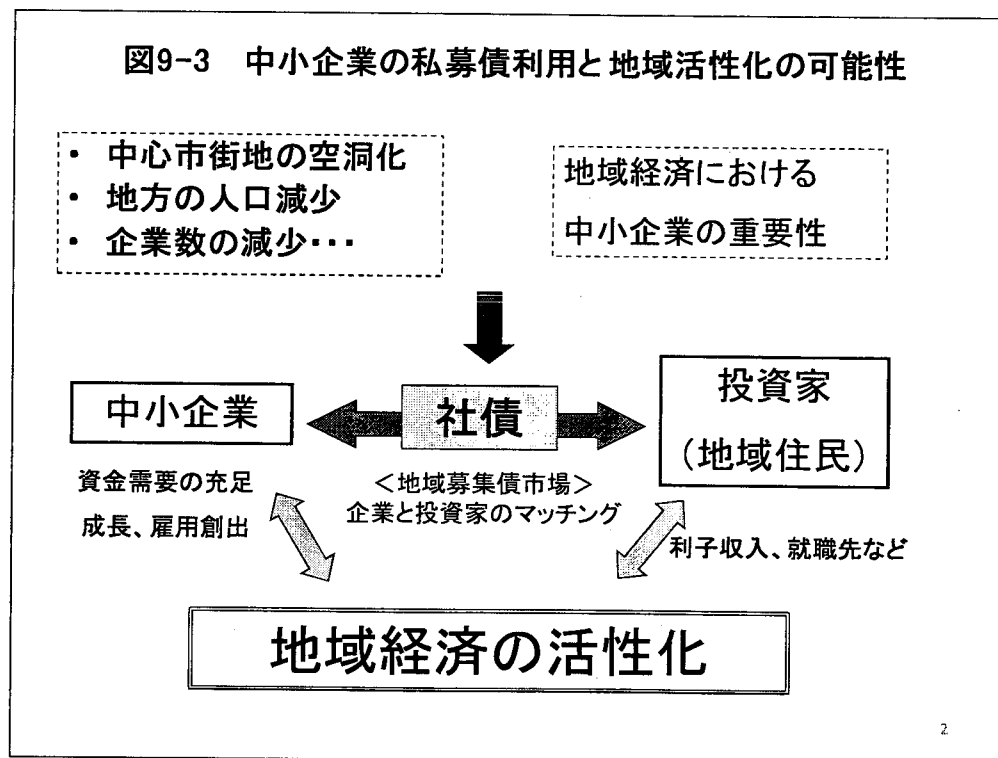 図9-3 中小企業の私募債利用と地域活性化の可能性
・ 中心市街地の空洞化
・ 地方の人口減少
・ 企業数の減少・・・
地域経済における
中小企業の重要性
中小企業
社債
投資家
(地域住民)
資金需要の充足
成長、雇用創出
＜地域募集債市場＞
企業と投資家のマッチング
利子収入、就職先など
地域経済の活性化
2